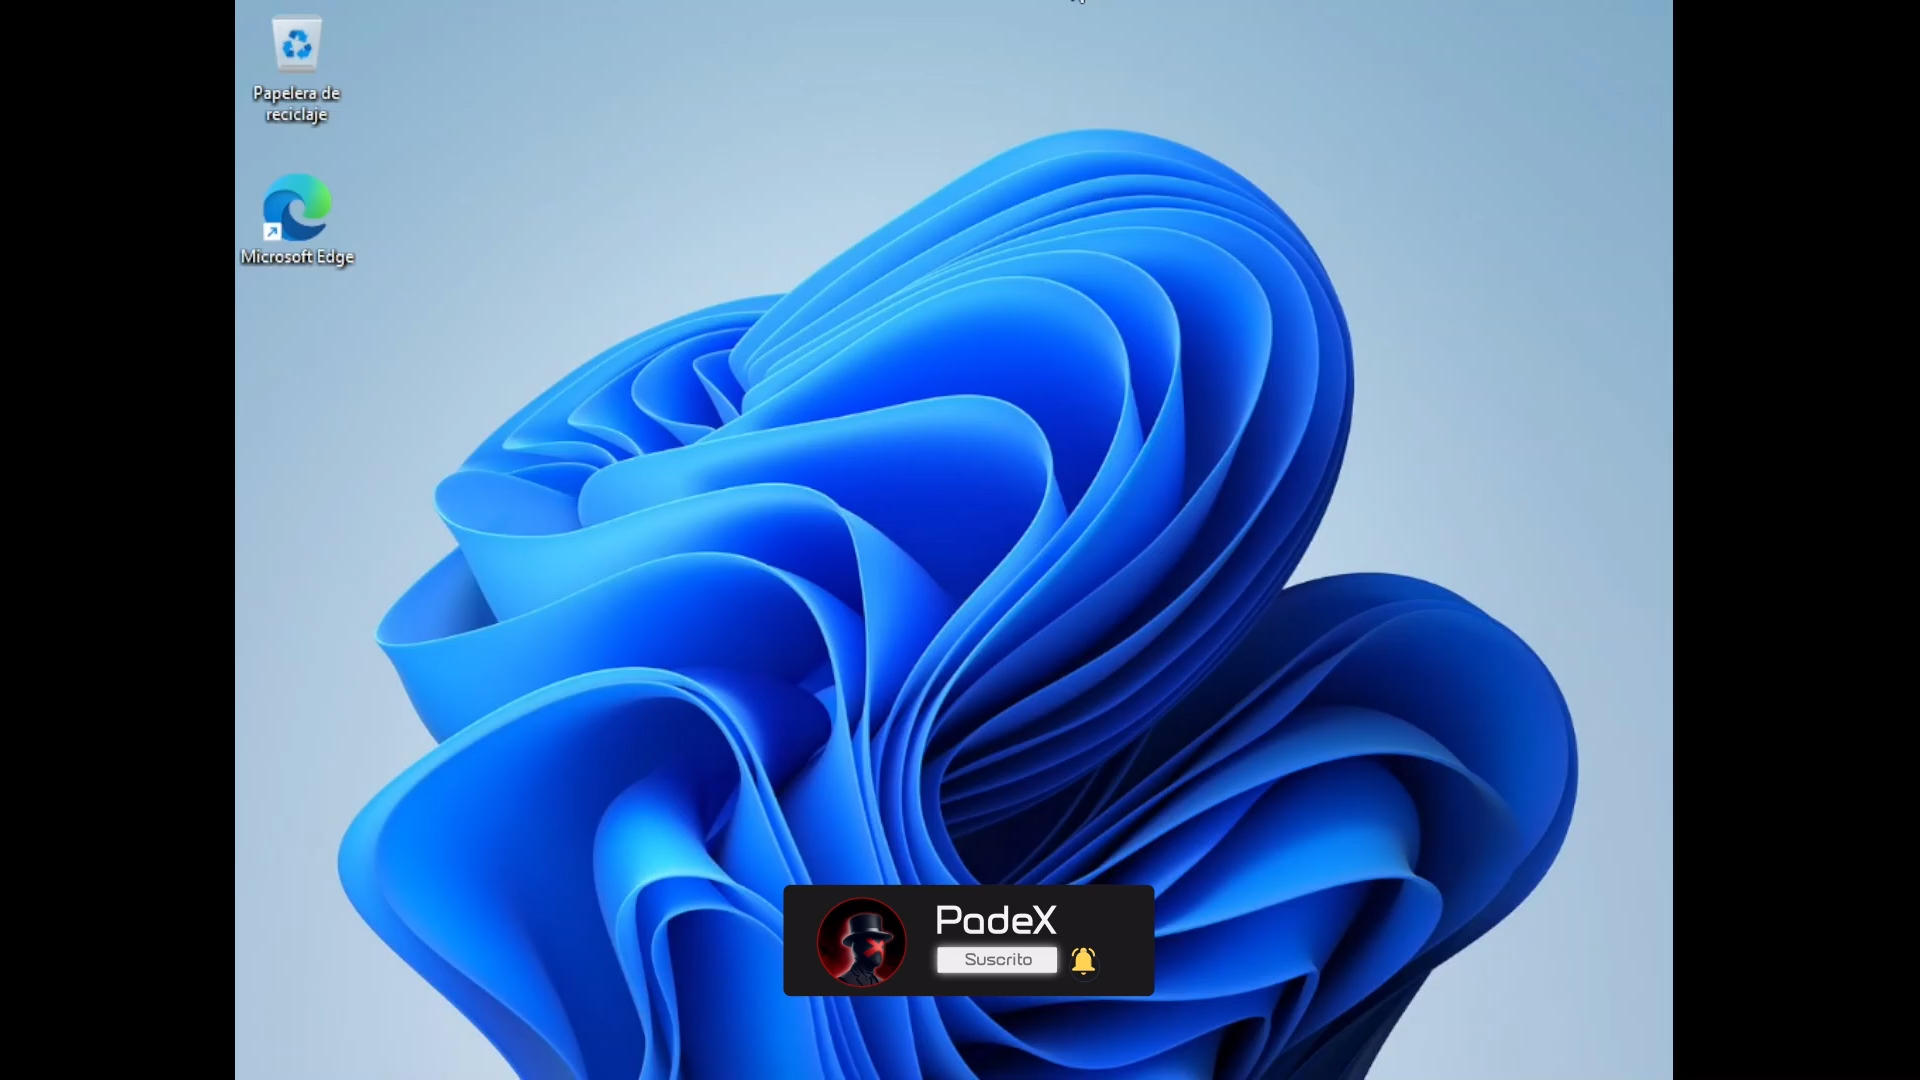 Papelera de
reciclaje
Microsoft Edge
PadeX
Suscrito